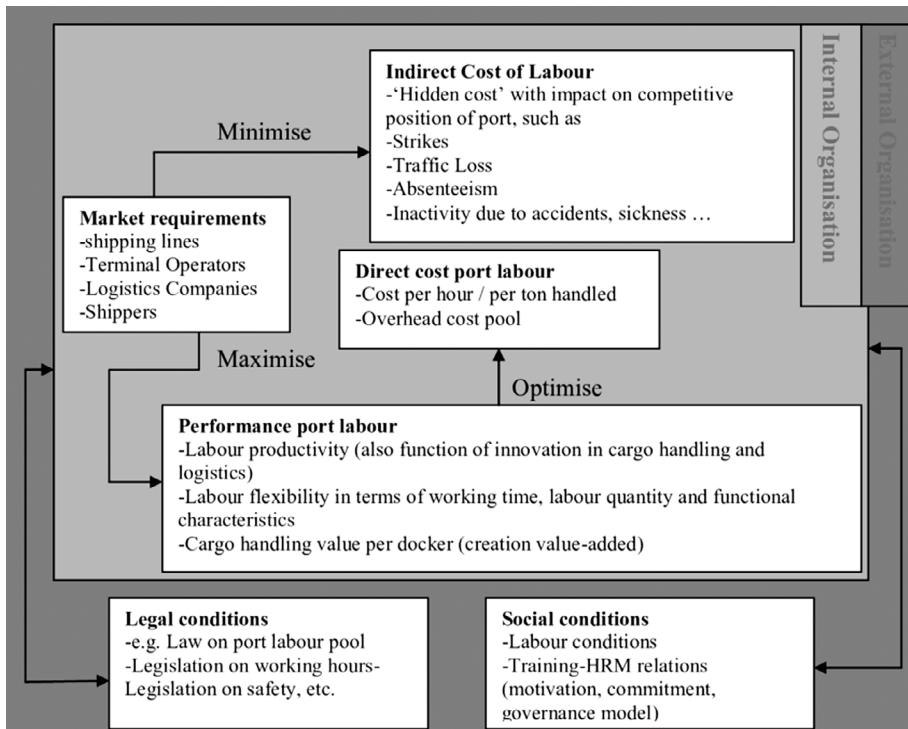 Indirect Cost of Labour
-‘Hidden cost’ with impact on competitive
position of port, such as
-Strikes
-Traffic Loss
-Absenteeism
-Inactivity due to accidents, sickness …
Internal Organisation
External Organisation
Minimise
Market requirements
-shipping lines
-Terminal Operators
-Logistics Companies
-Shippers
Direct cost port labour
-Cost per hour / per ton handled
-Overhead cost pool
Maximise
Optimise
Performance port labour
-Labour productivity (also function of innovation in cargo handling and
logistics)
-Labour flexibility in terms of working time, labour quantity and functional
characteristics
-Cargo handling value per docker (creation value-added)
Legal conditions
-e.g. Law on port labour pool
-Legislation on working hours-
Legislation on safety, etc.
Social conditions
-Labour conditions
-Training-HRM relations
(motivation, commitment,
governance model)